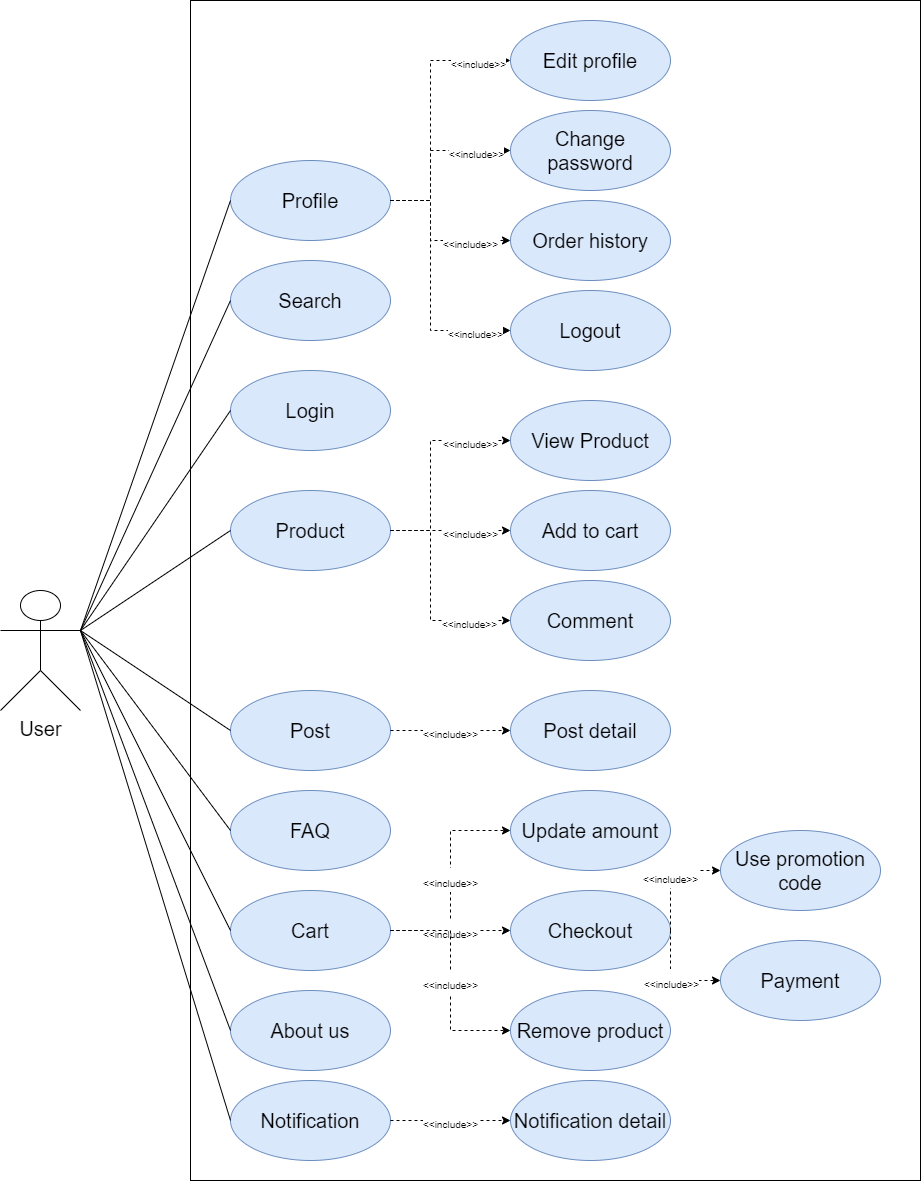 <<include>>
Edit profile
<<include>>
Change
password
Profile
<<include>>
Order history
Search
<<include>>
Logout
Login
<<include>>
View Product
Product
<<include>>
Add to cart
<<include>>
Comment
User
Post
<<include>>
Post detail
FAQ
Update amount
<<include>>
<<include>>
Use promotion
code
Cart
<<include>>
Checkout
<<include>>
<<include>>
Payment
About us
Remove product
Notification
<<include>>
Notification detail